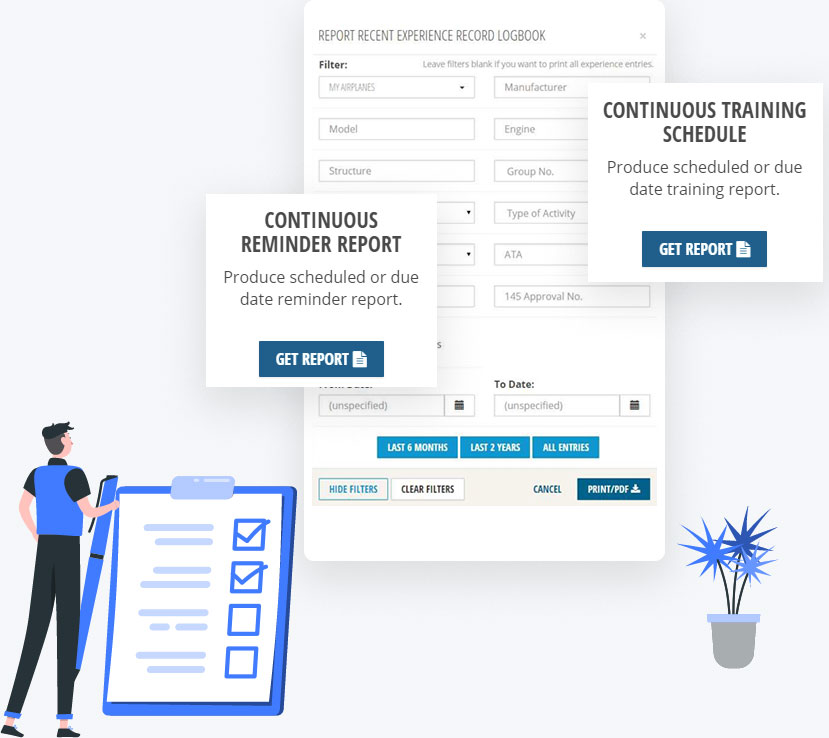 REPORT RECENT EXPERIENCE RECORD LOGBOOK ×
Filter: Leave filters blank if you want to print all experience entries.
MY AIRPLANES
Manufacturer
CONTINUOUS TRAINING
SCHEDULE
Produce scheduled or due
date training report.
GET REPORT
Model
Engine
Structure
Group No.
CONTINUOUS
REMINDER REPORT
Produce scheduled or due
date reminder report.
GET REPORT
Type of Activity
ATA
145 Approval No.
s
To Date:
(unspecified)
(unspecified)
LAST 6 MONTHS
LAST 2 YEARS
ALL ENTRIES
HIDE FILTERS
CLEAR FILTERS
CANCEL
PRINT/PDF